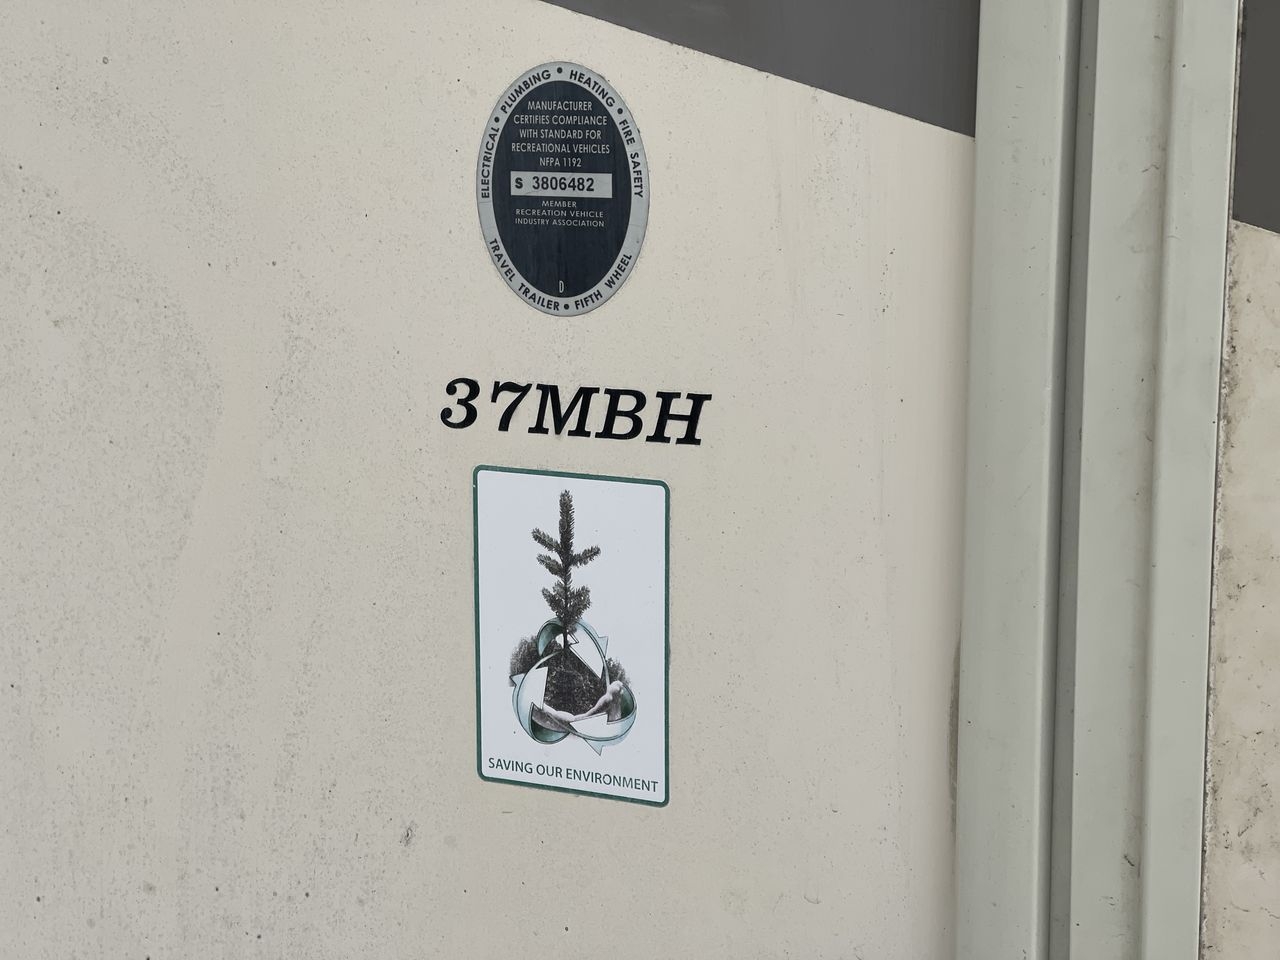 ELECTRICAL • PLUMBING • HEATING • FIRE SAFETY
MANUFACTURER
CERTIFIES COMPLIANCE
WITH STANDARD FOR
RECREATIONAL VEHICLES
NFPA 1192
S 3806482
MEMBER
RECREATION VEHICLE
INDUSTRY ASSOCIATION
D
TRAVEL TRAILER • FIFTH WHEEL
37MBH
SAVING OUR ENVIRONMENT